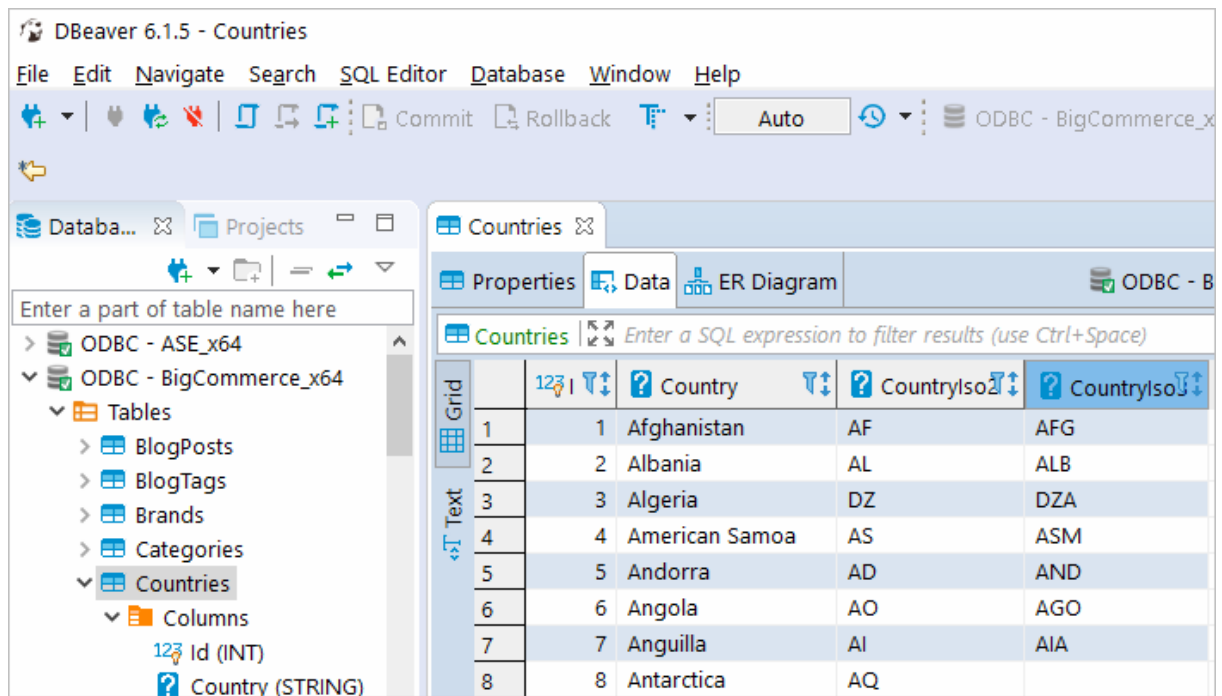 DBeaver 6.1.5 - Countries
File Edit Navigate Search SQL Editor Database Window Help
Commit Rollback Auto ODBC - BigCommerce_x
Databa... Projects
Enter a part of table name here
ODBC - ASE_x64
ODBC - BigCommerce_x64
Tables
BlogPosts
BlogTags
Brands
Categories
Countries
Columns
123 Id (INT)
Country (STRING)
Countries
Properties Data ER Diagram ODBC - B
Countries Enter a SQL expression to filter results (use Ctrl+Space)
Grid
Text
123 I Country CountryIso2 CountryIso3
1 1 Afghanistan AF AFG
2 2 Albania AL ALB
3 3 Algeria DZ DZA
4 4 American Samoa AS ASM
5 5 Andorra AD AND
6 6 Angola AO AGO
7 7 Anguilla AI AIA
8 8 Antarctica AQ